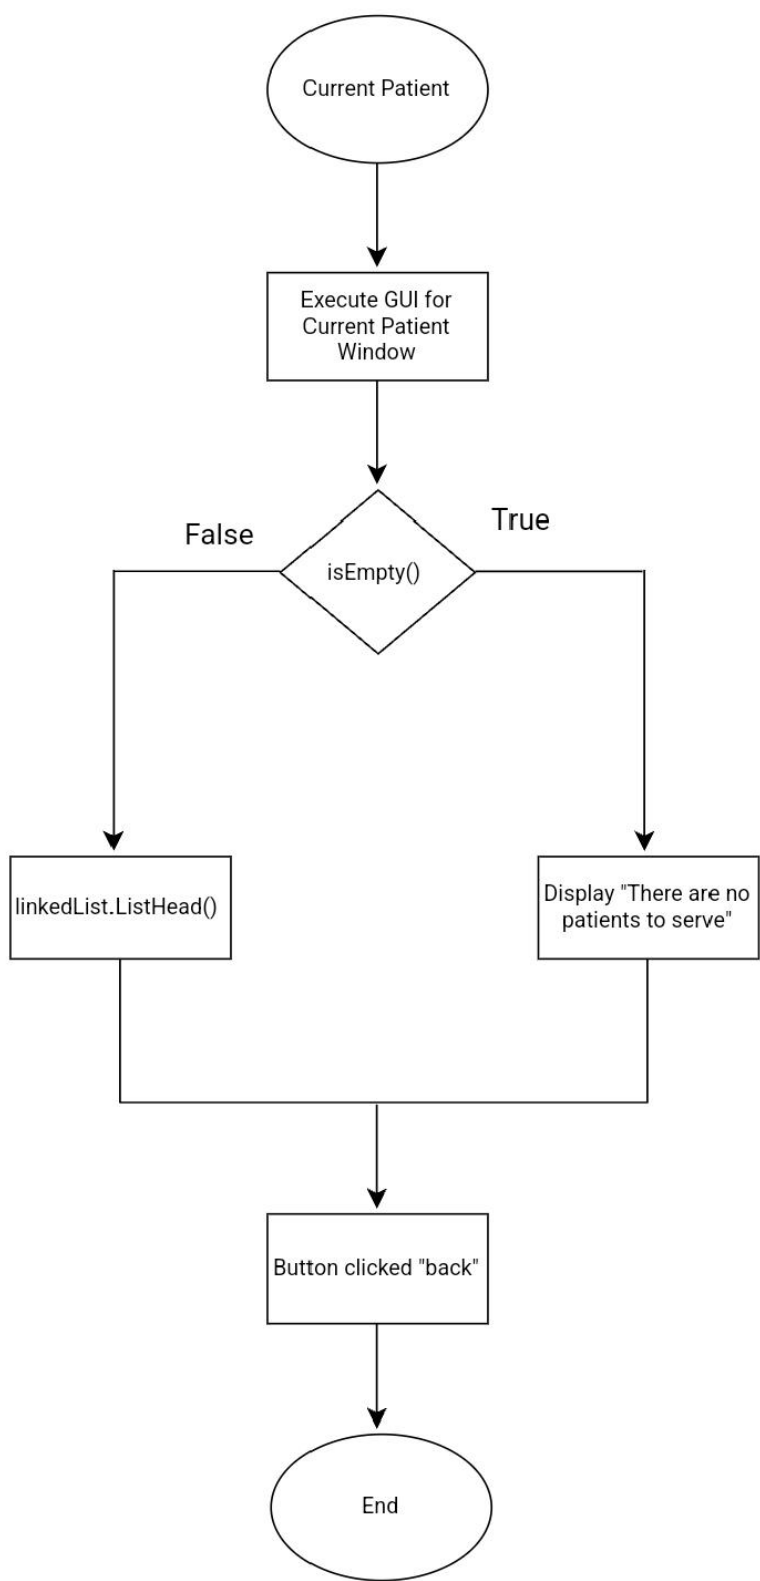 Current Patient
Execute GUI for
Current Patient
Window
False
True
isEmpty()
linkedList.ListHead()
Display "There are no
patients to serve"
Button clicked "back"
End